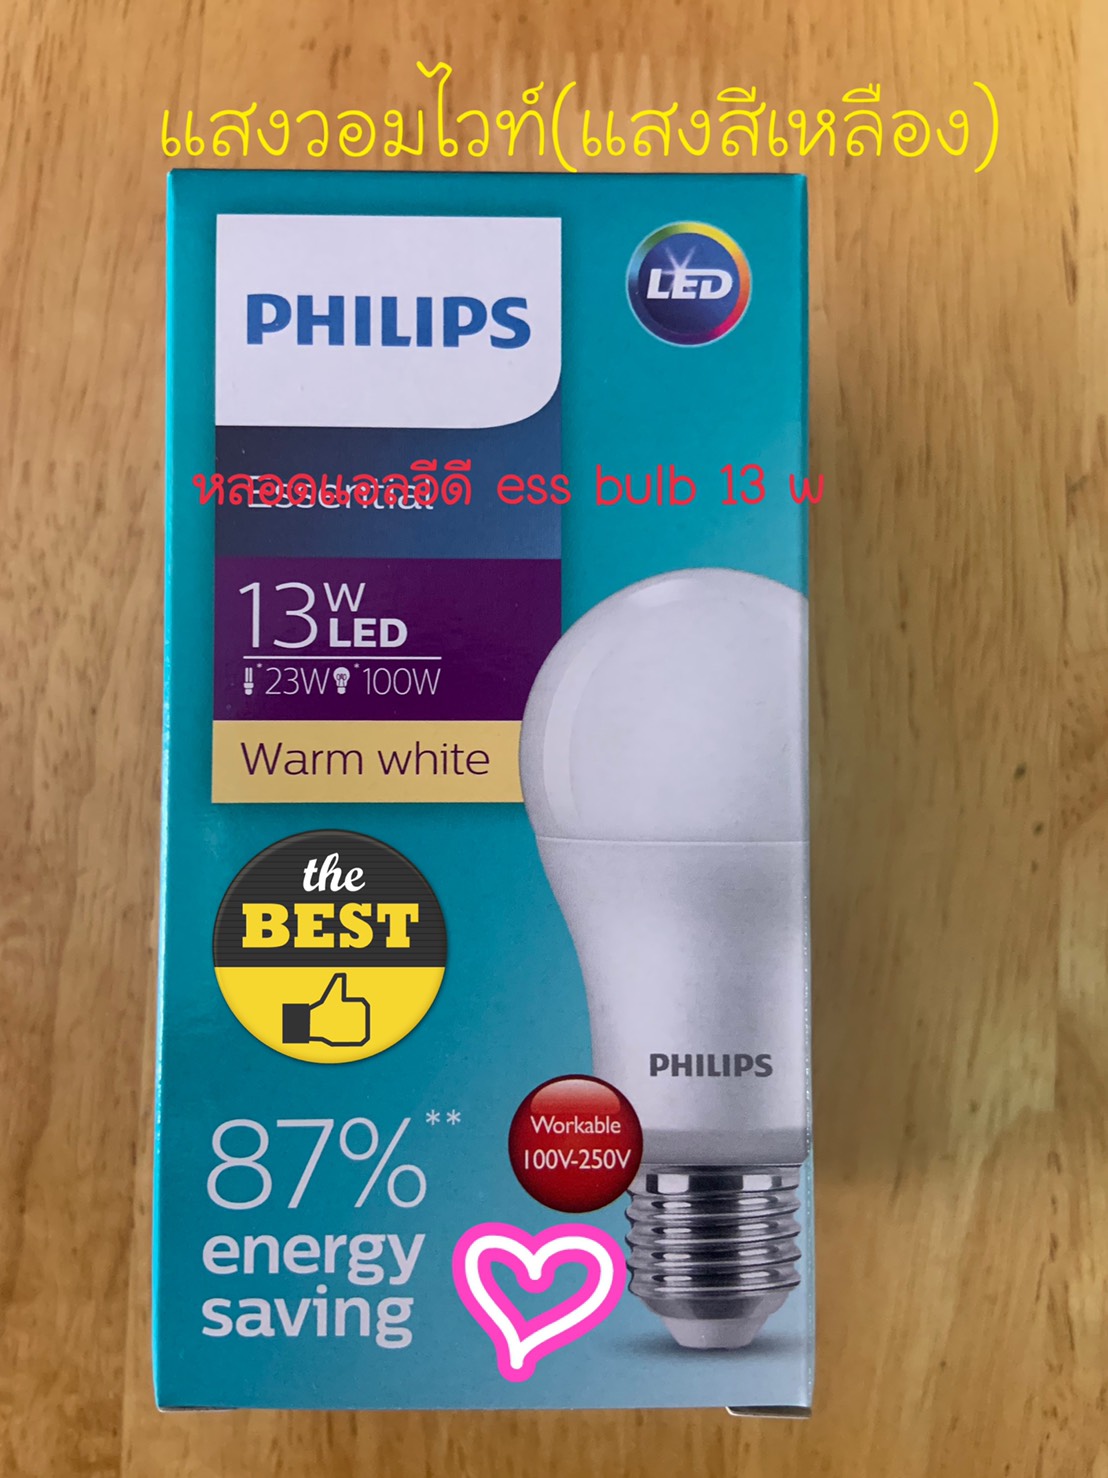 แสงวอมไวท์(แสงสีเหลือง)
PHILIPS
LED
Essential
หลอดแอลอีดี ess bulb 13 w
13W LED
*23W *100W
Warm white
the
BEST
PHILIPS
87%**
energy
saving
Workable
100V-250V